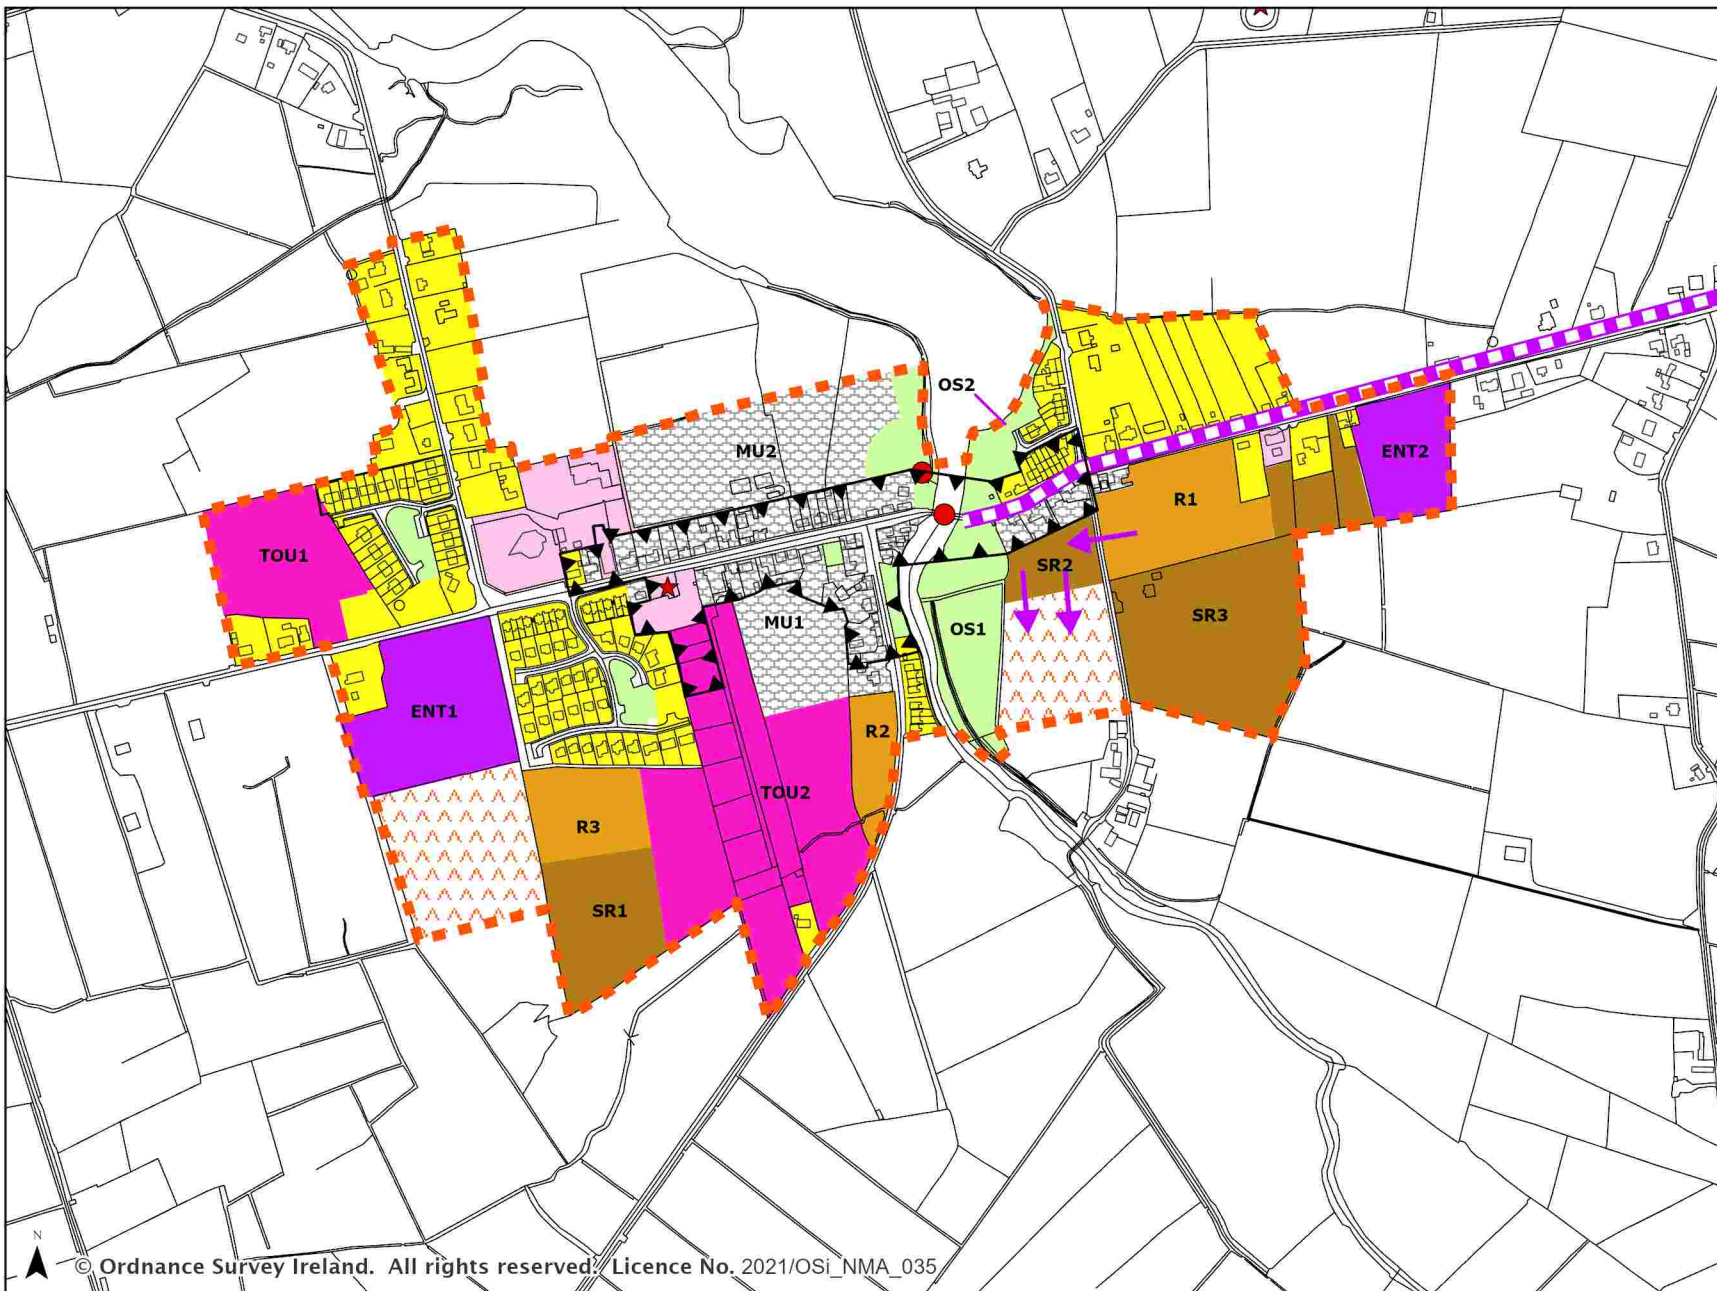 OS2
MU2
ENT2
R1
TOU1
SR2
MU1
OS1
SR3
ENT1
R2
TOU2
R3
SR1
N
© Ordnance Survey Ireland. All rights reserved. Licence No. 2021/OSi_NMA_035